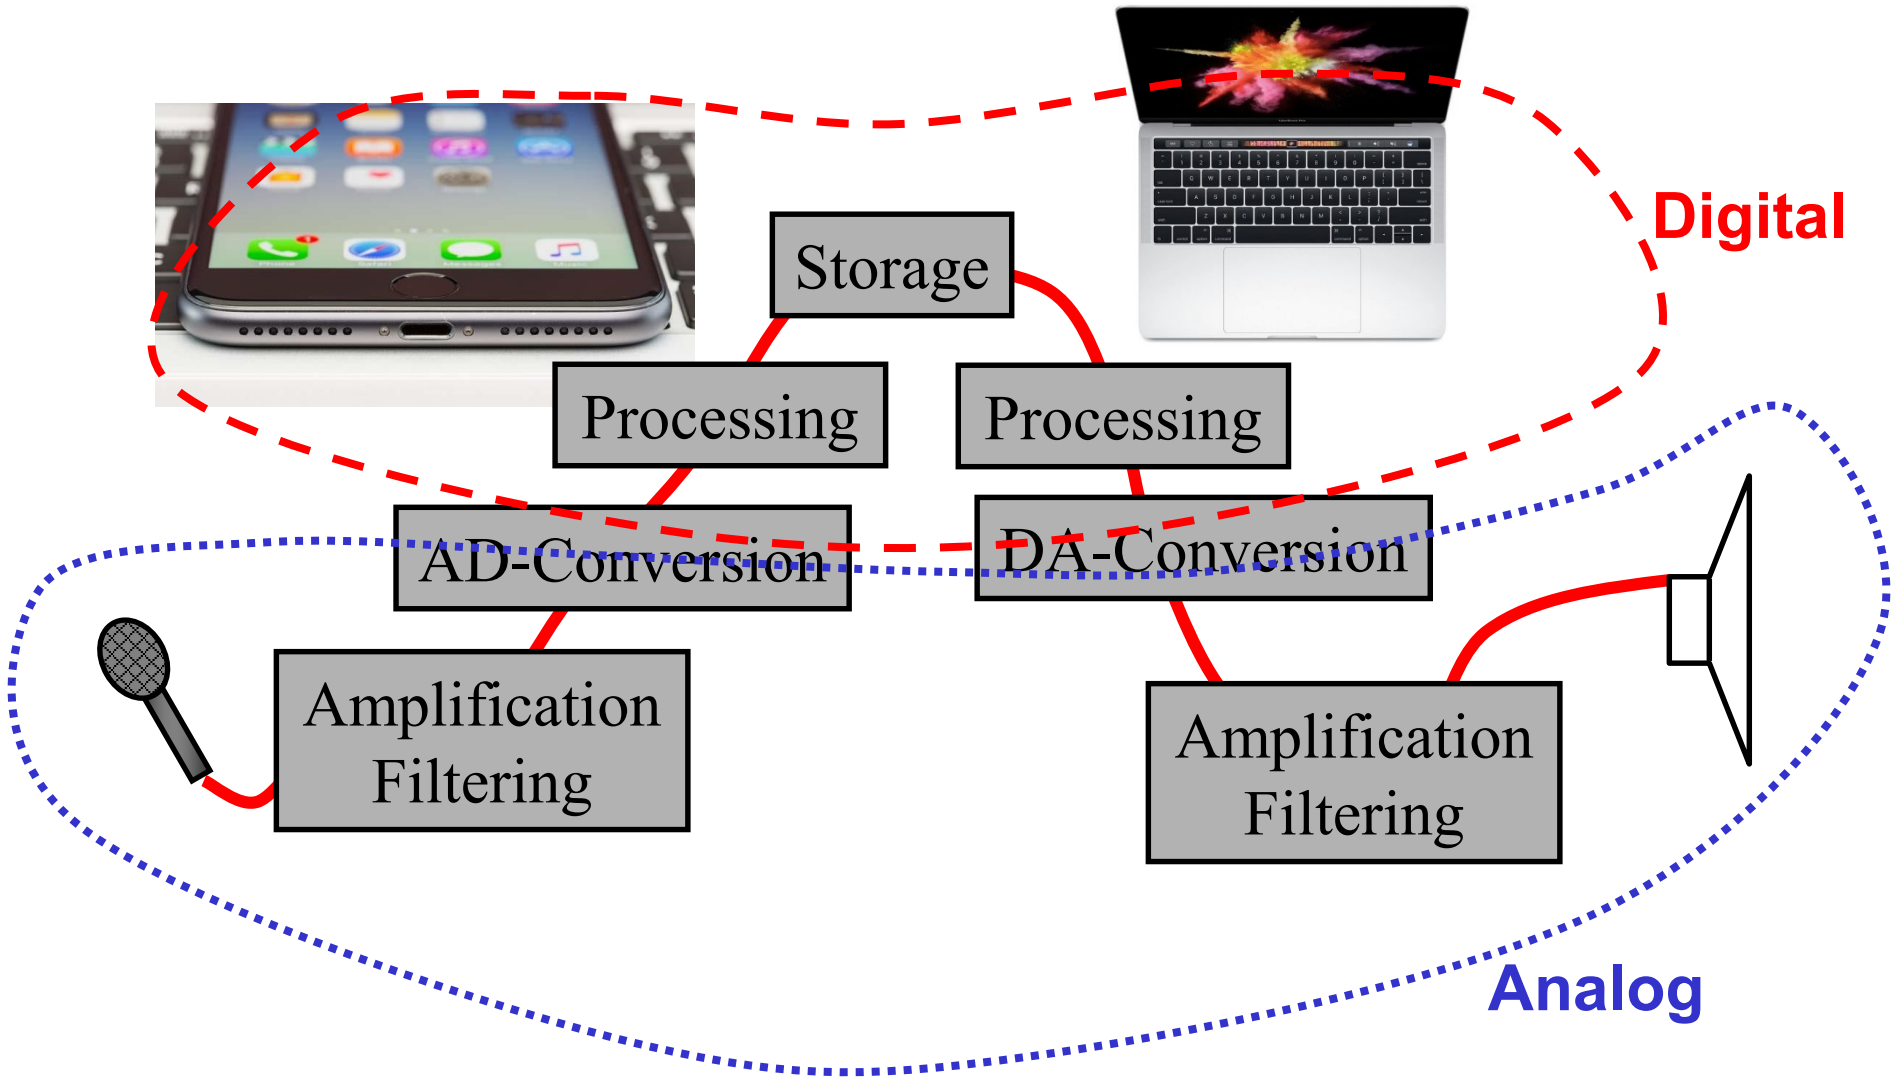 Digital
Storage
Processing
Processing
AD-Conversion
DA-Conversion
Amplification
Filtering
Amplification
Filtering
Analog